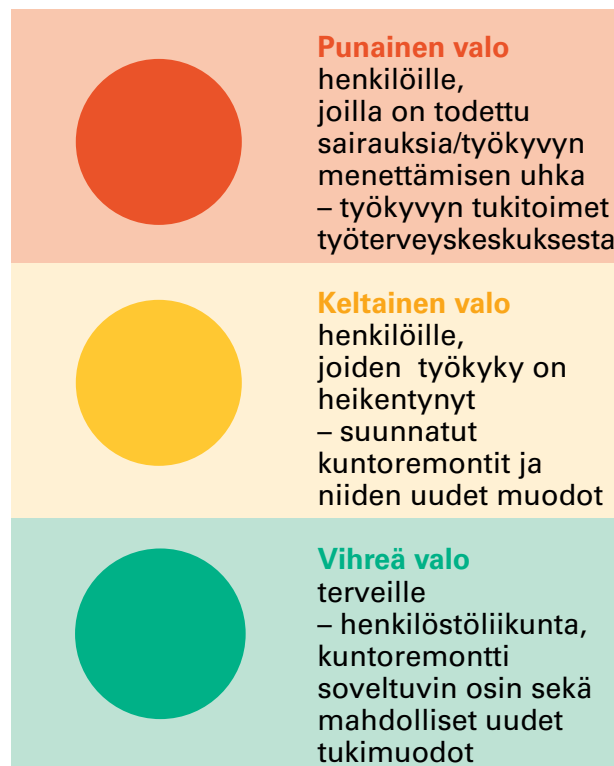 Punainen valo
henkilöille,
joilla on todettu
sairauksia/työkyvyn
menettämisen uhka
– työkyvyn tukitoimet
työterveyskeskuksesta
Keltainen valo
henkilöille,
joiden  työkyky on
heikentynyt
– suunnatut
kuntoremontit ja
niiden uudet muodot
Vihreä valo
terveille
– henkilöstöliikunta,
kuntoremontti
soveltuvin osin sekä
mahdolliset uudet
tukimuodot